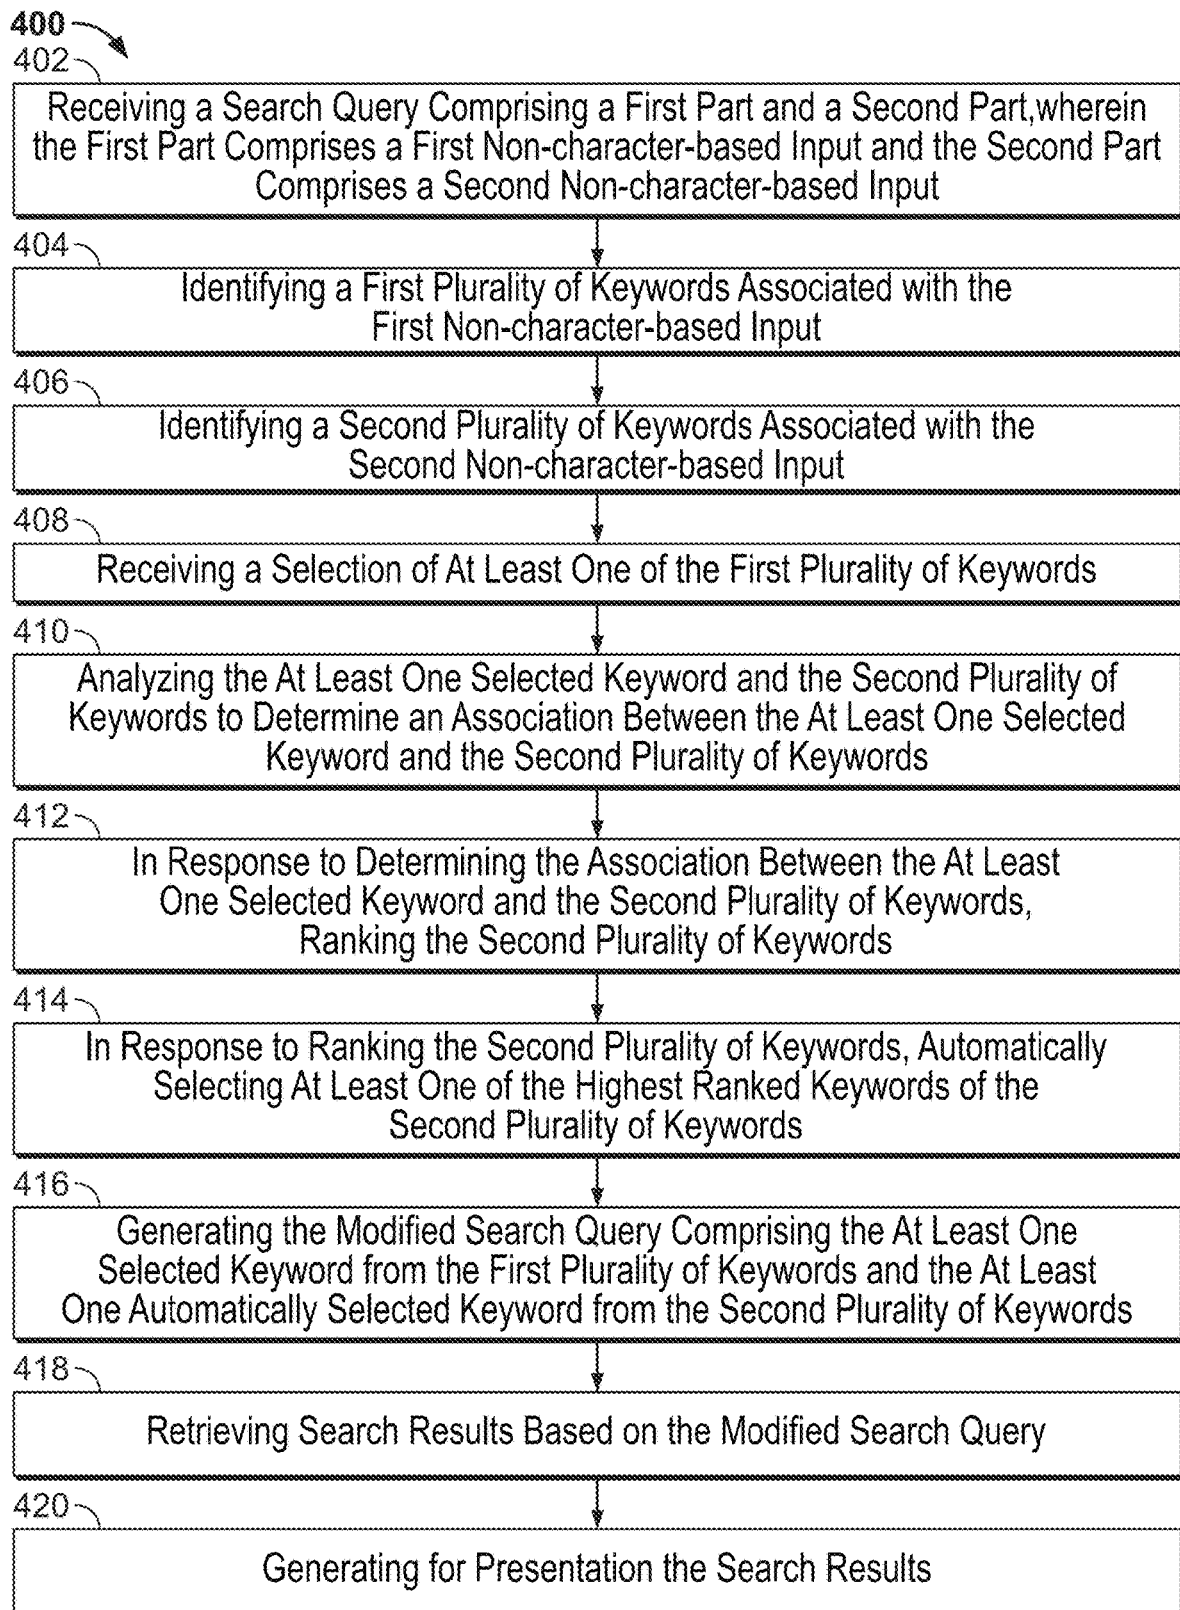 400
402
Receiving a Search Query Comprising a First Part and a Second Part,wherein
the First Part Comprises a First Non-character-based Input and the Second Part
Comprises a Second Non-character-based Input
404
Identifying a First Plurality of Keywords Associated with the
First Non-character-based Input
406
Identifying a Second Plurality of Keywords Associated with the
Second Non-character-based Input
408
Receiving a Selection of At Least One of the First Plurality of Keywords
410
Analyzing the At Least One Selected Keyword and the Second Plurality of
Keywords to Determine an Association Between the At Least One Selected
Keyword and the Second Plurality of Keywords
412
In Response to Determining the Association Between the At Least
One Selected Keyword and the Second Plurality of Keywords,
Ranking the Second Plurality of Keywords
414
In Response to Ranking the Second Plurality of Keywords, Automatically
Selecting At Least One of the Highest Ranked Keywords of the
Second Plurality of Keywords
416
Generating the Modified Search Query Comprising the At Least One
Selected Keyword from the First Plurality of Keywords and the At Least
One Automatically Selected Keyword from the Second Plurality of Keywords
418
Retrieving Search Results Based on the Modified Search Query
420
Generating for Presentation the Search Results